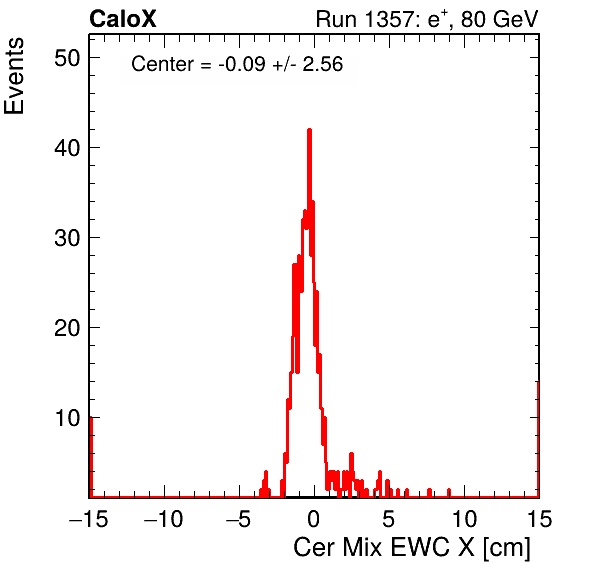 CaloX Run 1357: e⁺, 80 GeV
Events
Center = -0.09 +/- 2.56
50
40
30
20
10
−15 −10 −5 0 5 10 15
Cer Mix EWC X [cm]